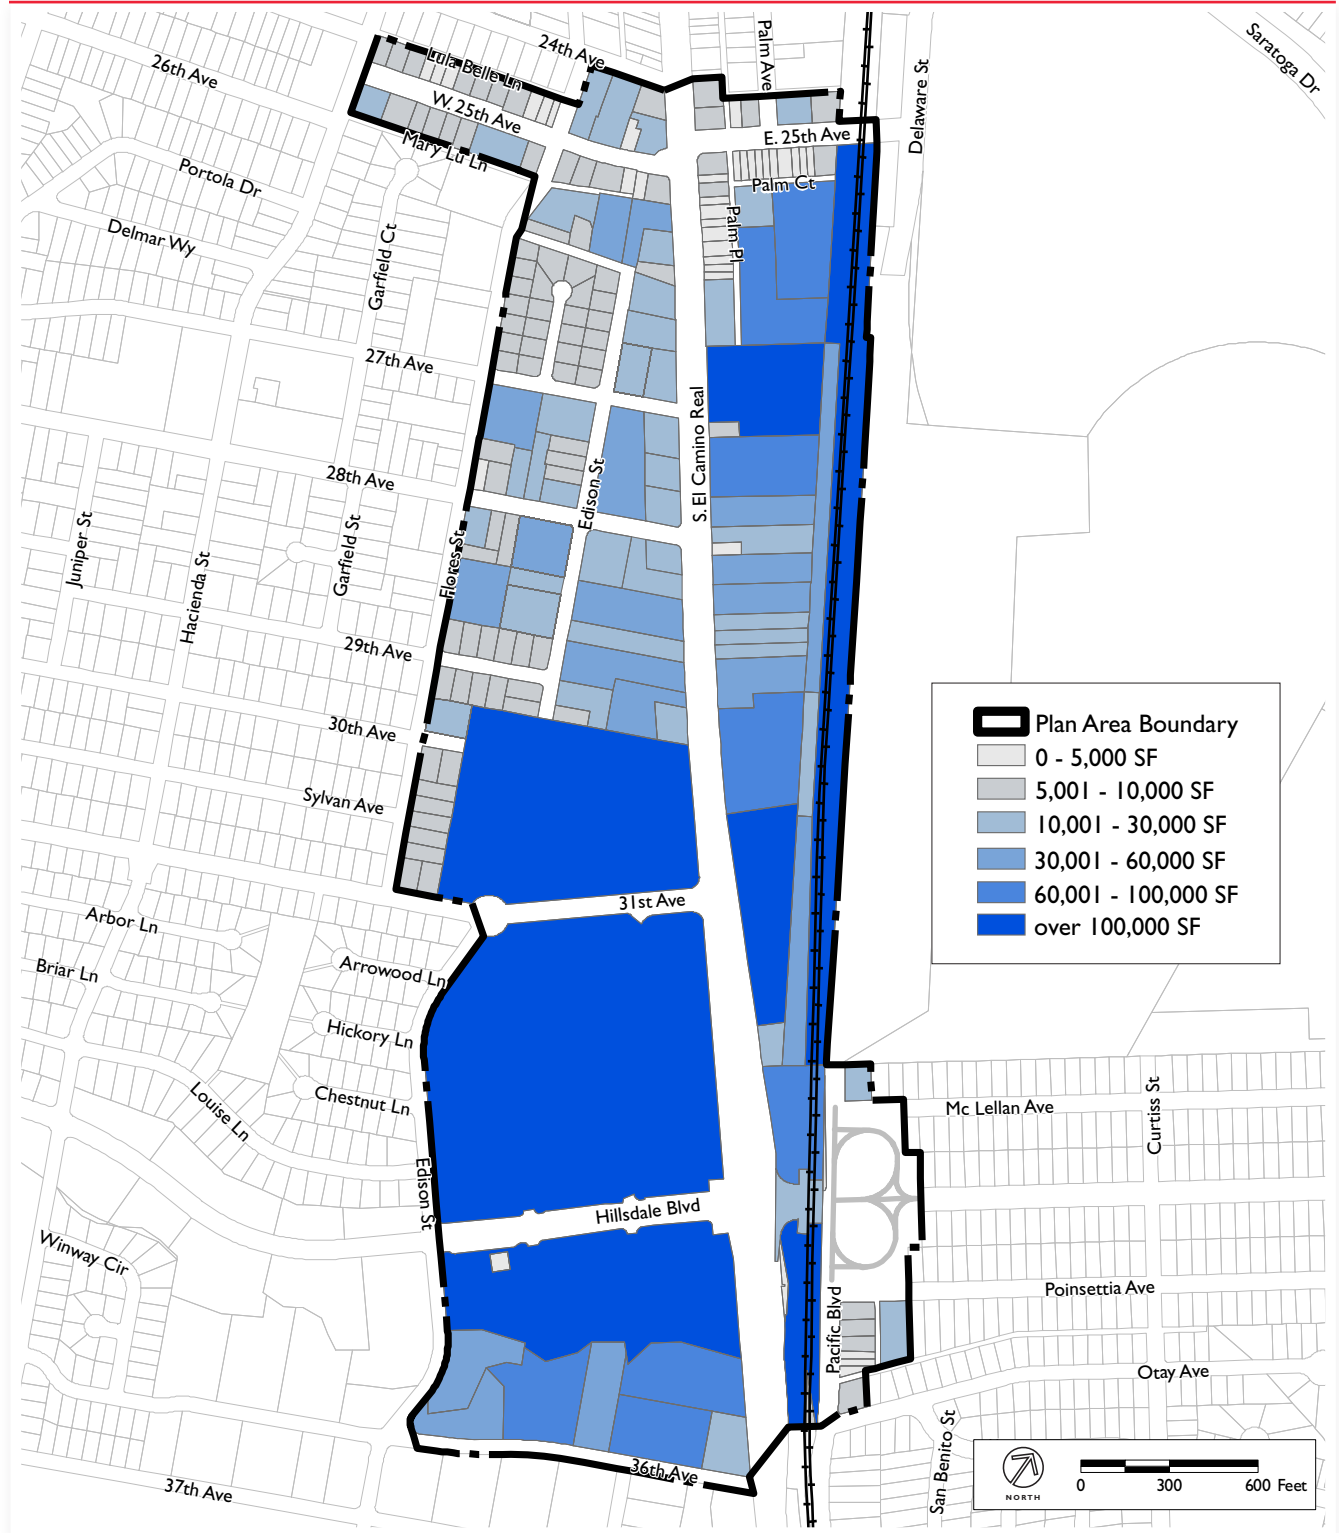 24th Ave
Palm Ave
Saratoga Dr
26th Ave
Lula Belle Ln
Delaware St
W. 25th Ave
E. 25th Ave
Mary Lu Ln
Portola Dr
Palm Ct
Palm Pl
Delmar Wy
Garfield Ct
27th Ave
S. El Camino Real
28th Ave
Edison St
Juniper St
Garfield St
Flores St
Hacienda St
29th Ave
30th Ave
Sylvan Ave
Plan Area Boundary
0 - 5,000 SF
5,001 - 10,000 SF
10,001 - 30,000 SF
30,001 - 60,000 SF
60,001 - 100,000 SF
over 100,000 SF
31st Ave
Arbor Ln
Briar Ln
Arrowood Ln
Hickory Ln
Chestnut Ln
Louise Ln
Mc Lellan Ave
Curtiss St
Edison St
Hillsdale Blvd
Winway Cir
Poinsettia Ave
Pacific Blvd
Otay Ave
San Benito St
36th Ave
37th Ave
NORTH
0 300 600 Feet